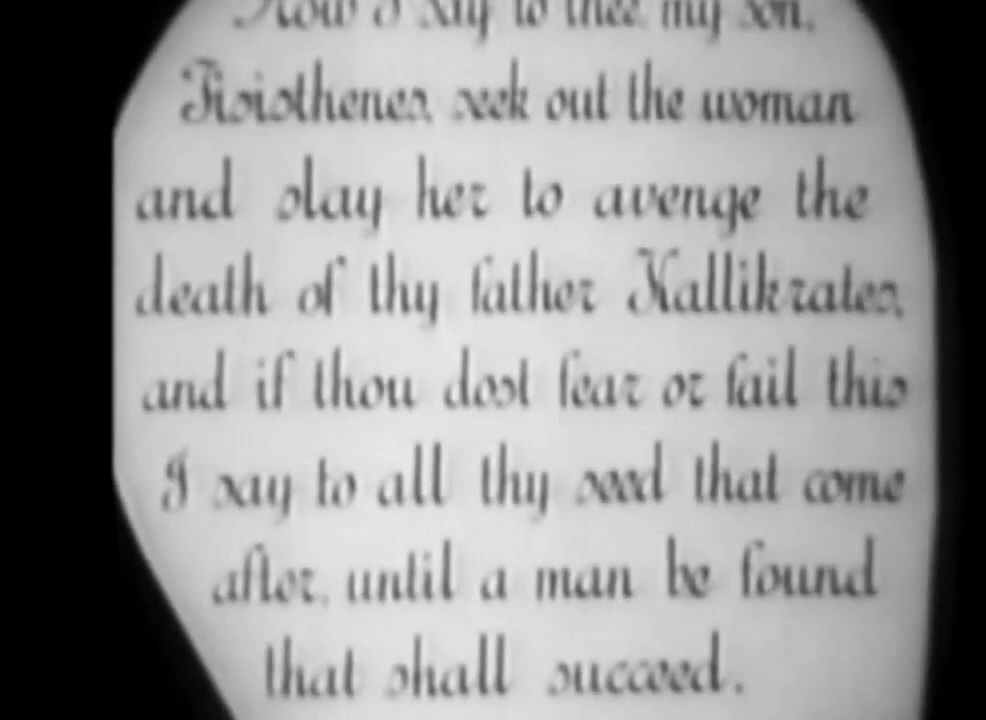 Now I say to thee my son,
Tisisthenes, seek out the woman
and slay her to avenge the
death of thy father Kallikrates,
and if thou dost fear or fail this
I say to all thy seed that come
after, until a man be found
that shall succeed.